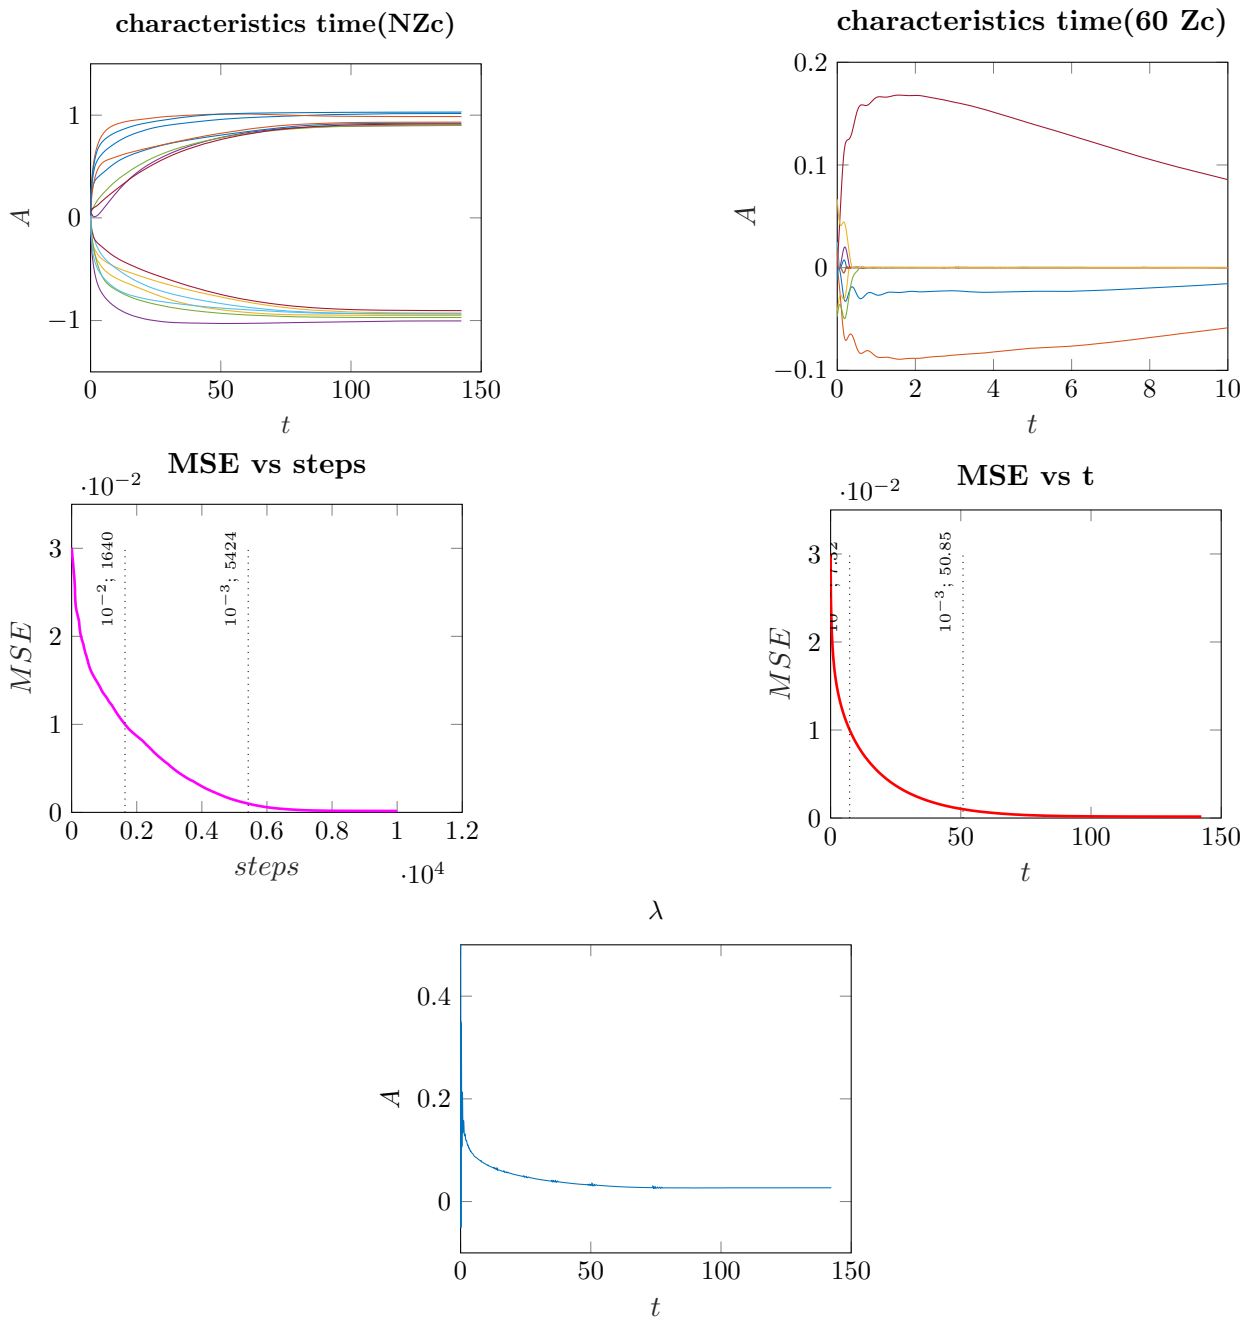 characteristics time(NZc)
1
0
−1
A
0 50 100 150
t
characteristics time(60 Zc)
0.2
0.1
0
−0.1
A
0 2 4 6 8 10
t
MSE vs steps
·10−2
3
2
1
0
MSE
10−2; 1640
10−3; 5424
0 0.2 0.4 0.6 0.8 1 1.2
steps
·10⁴
MSE vs t
·10−2
3
2
1
0
MSE
10−3; 50.85
0 50 100 150
t
λ
0.4
0.2
0
A
0 50 100 150
t